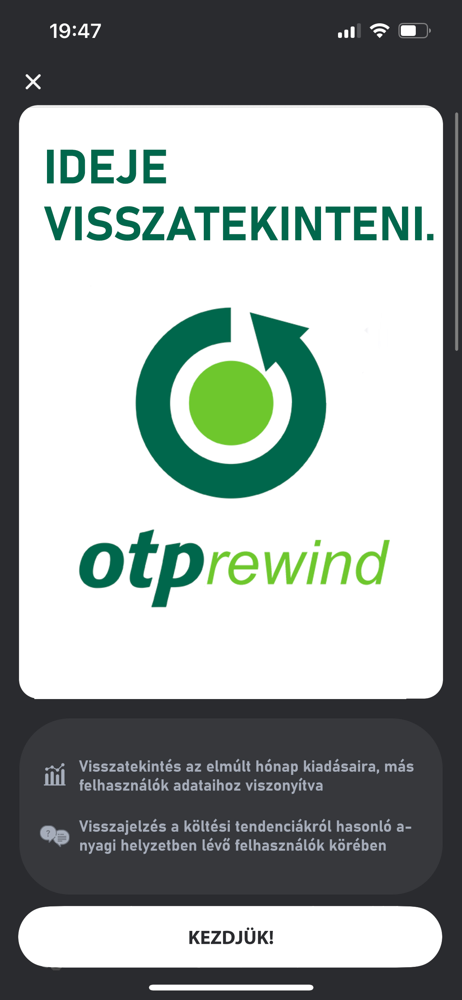 19:47
IDEJE
VISSZATEKINTENI.
otprewind
Visszatekintés az elmúlt hónap kiadásaira, más
felhasználók adataihoz viszonyítva
?
Visszajelzés a költési tendenciákról hasonló a-
nyagi helyzetben lévő felhasználók körében
KEZDJÜK!